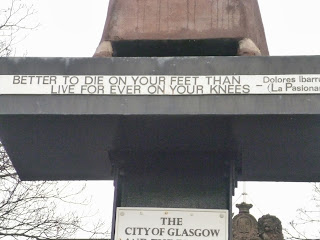 BETTER TO DIE ON YOUR FEET THAN
LIVE FOR EVER ON YOUR KNEES –
Dolores Ibarr
(La Pasiona
THE
CITY OF GLASGOW